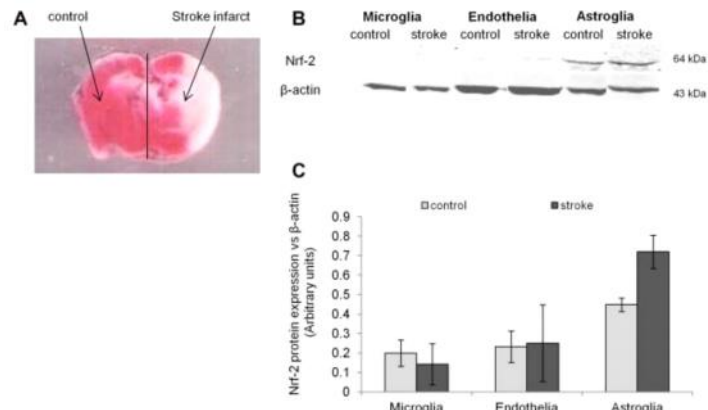 A
control
Stroke infarct
B
Microglia Endothelia Astroglia
control stroke control stroke control stroke
Nrf-2
64 kDa
β-actin
43 kDa
C
control stroke
Nrf-2 protein expression vs β-actin
(Arbitrary units)
0.9
0.8
0.7
0.6
0.5
0.4
0.3
0.2
0.1
0
Microglia Endothelia Astroglia